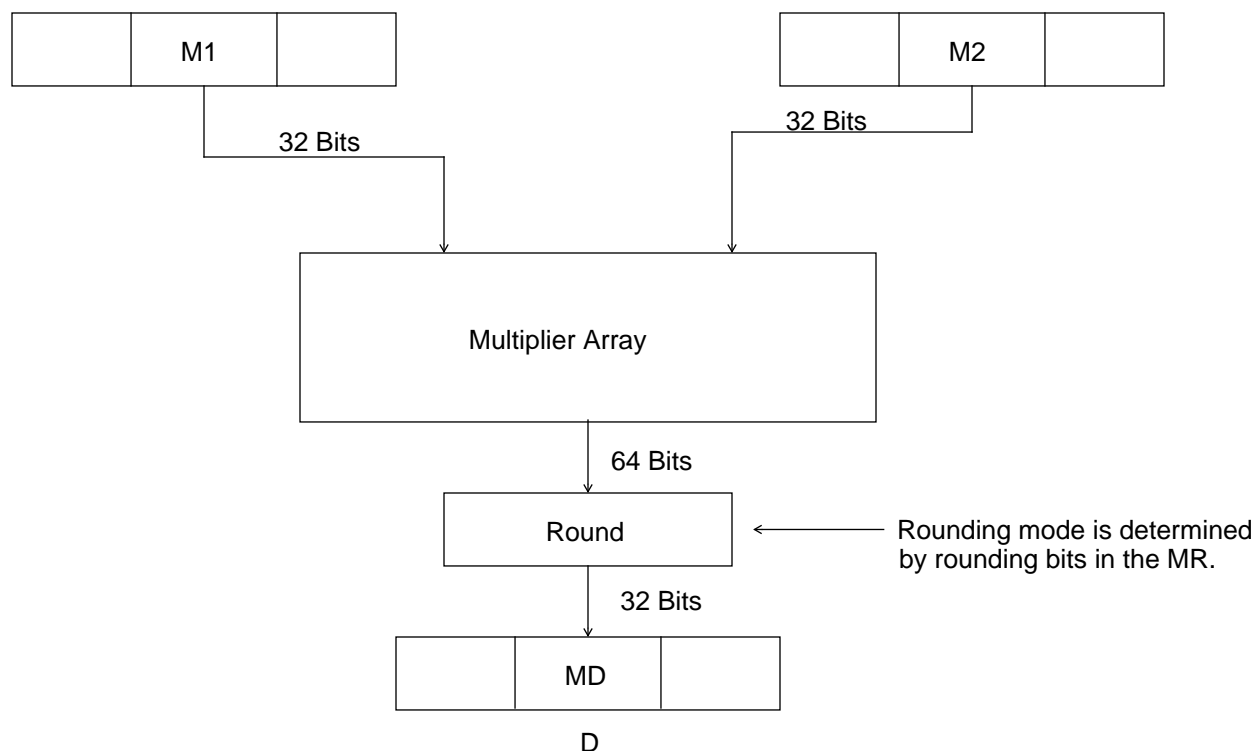 M1
M2
32 Bits
32 Bits
Multiplier Array
64 Bits
Round
Rounding mode is determined
by rounding bits in the MR.
32 Bits
MD
D